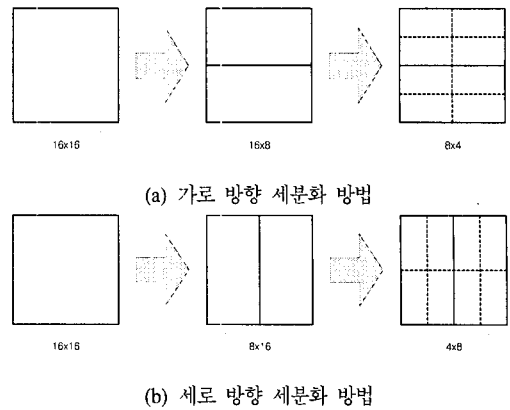 16x16 16x8 8x4
(a) 가로 방향 세분화 방법
16x16 8x16 4x8
(b) 세로 방향 세분화 방법